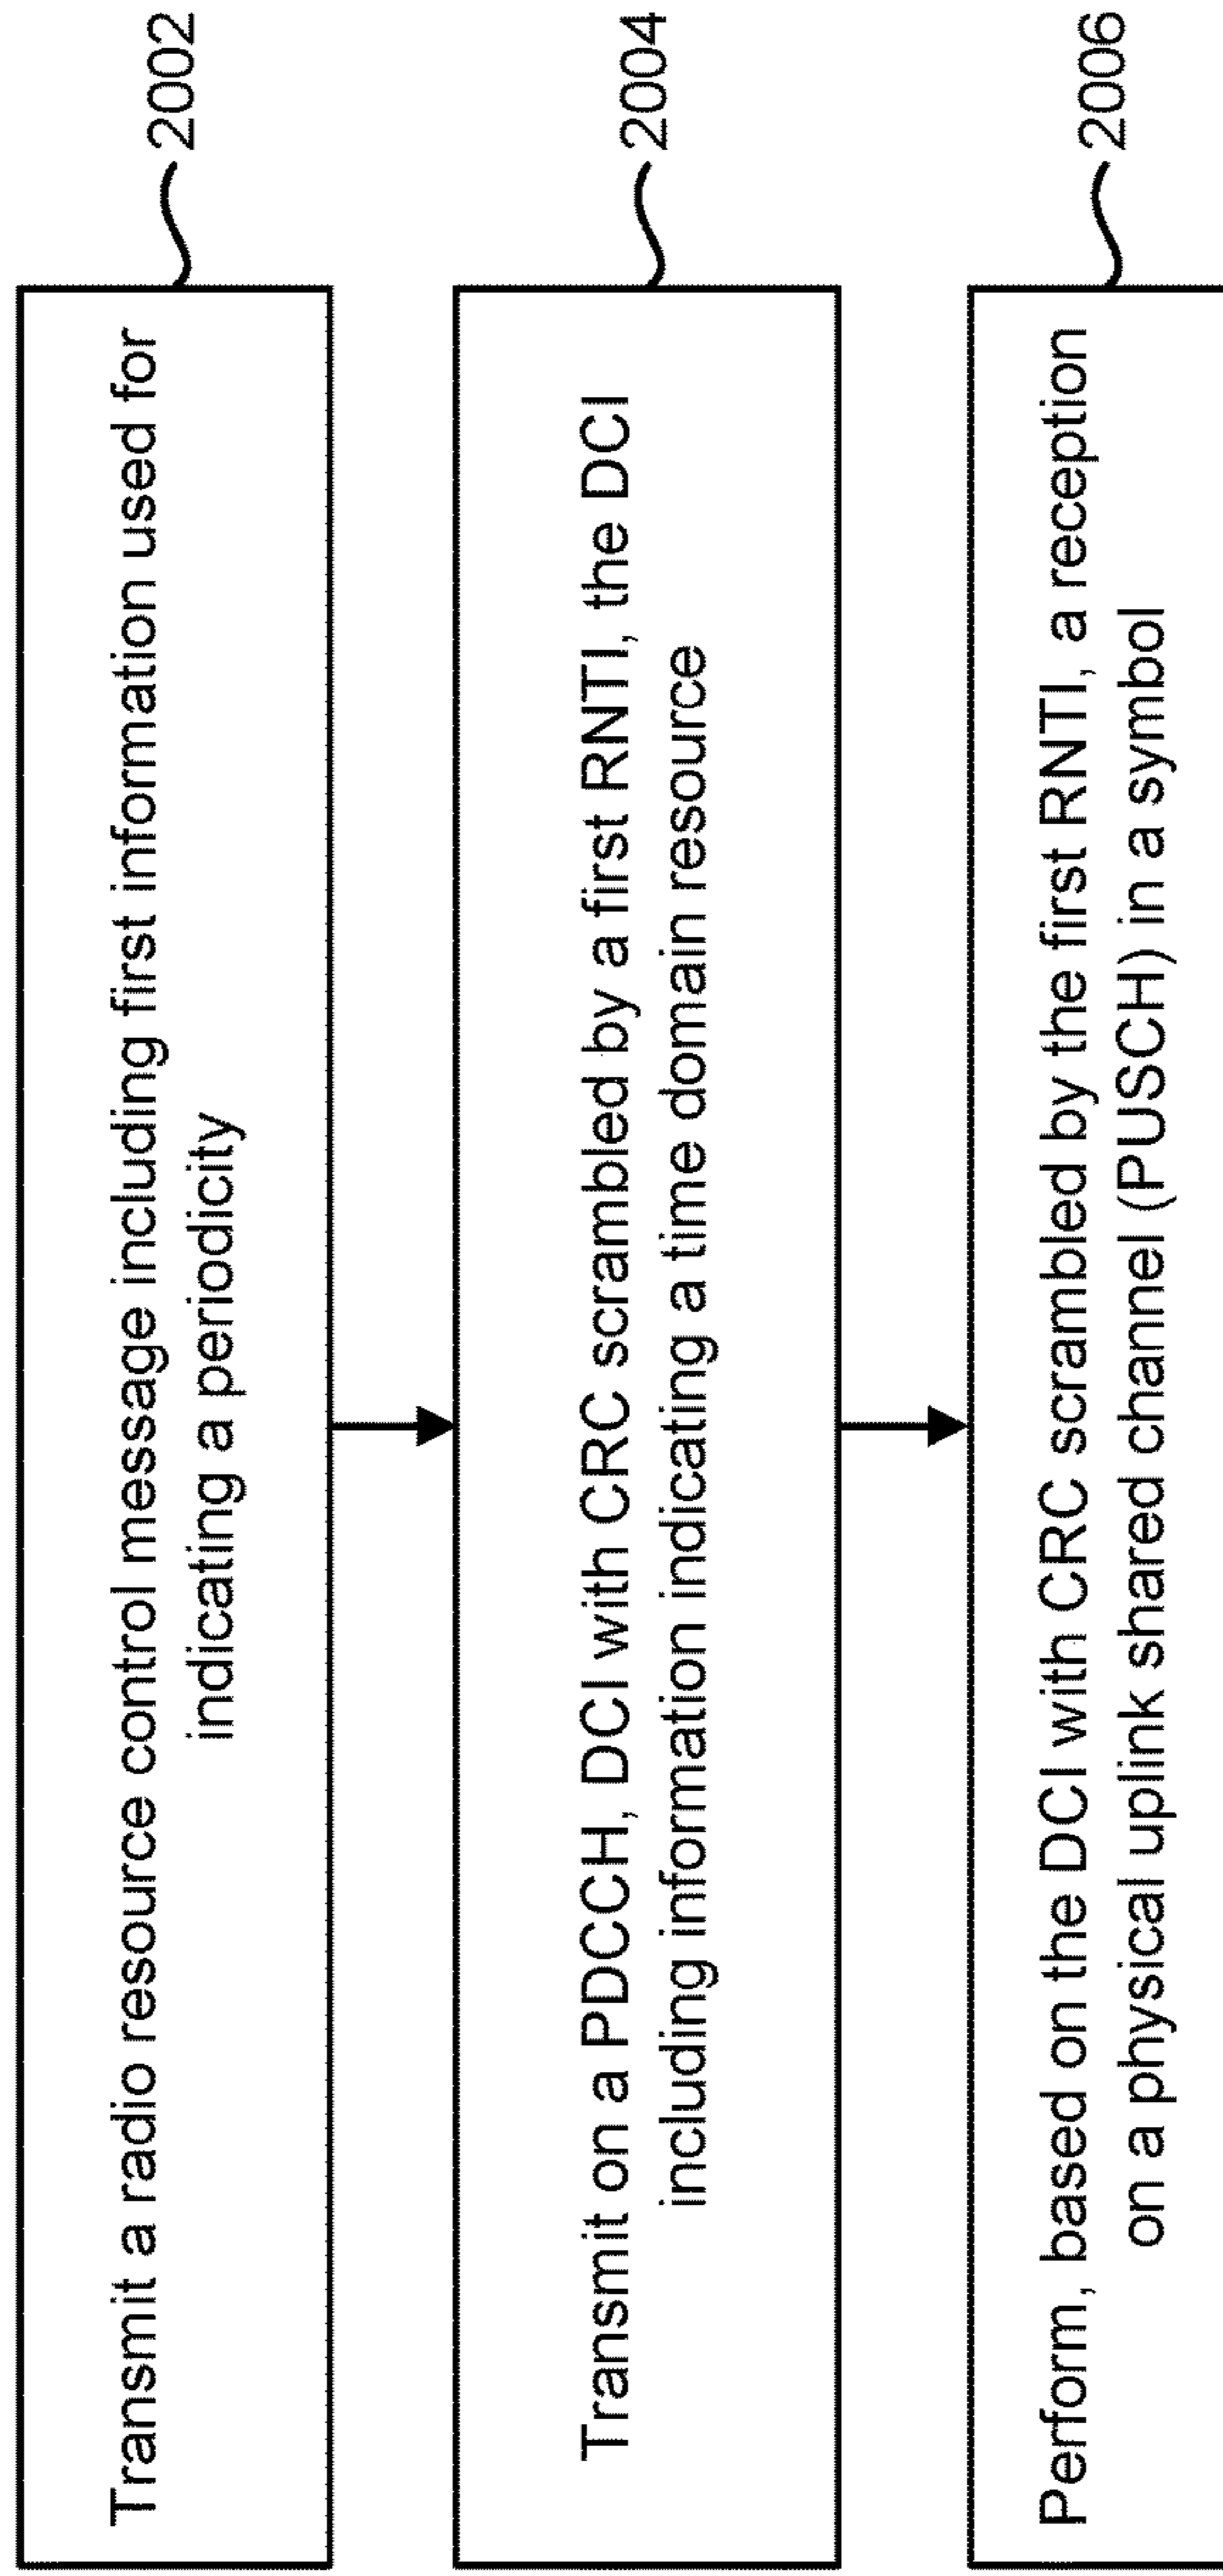 Transmit a radio resource control message including first information used for
indicating a periodicity
2002
Transmit on a PDCCH, DCI with CRC scrambled by a first RNTI, the DCI
including information indicating a time domain resource
2004
Perform, based on the DCI with CRC scrambled by the first RNTI, a reception
on a physical uplink shared channel (PUSCH) in a symbol
2006